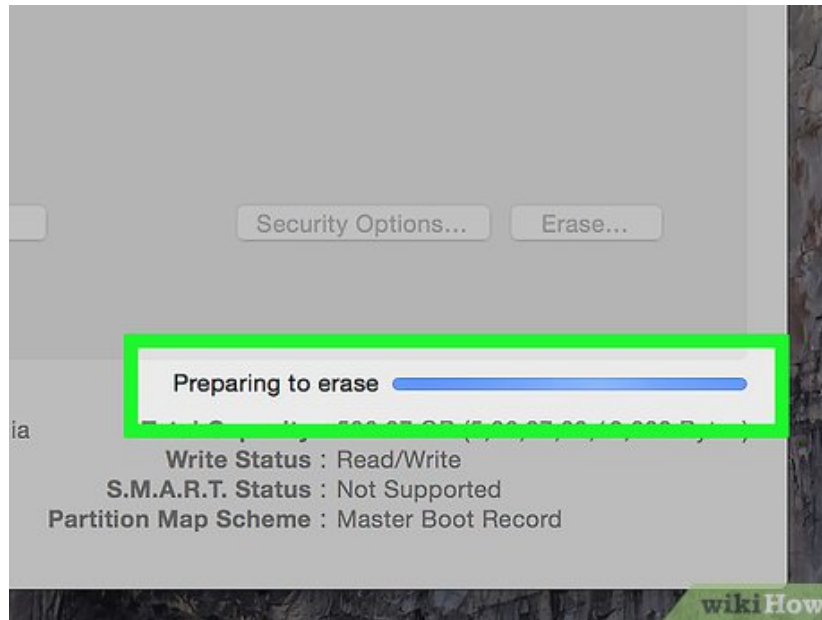 Security Options... Erase...
Preparing to erase
ia
Write Status : Read/Write
S.M.A.R.T. Status : Not Supported
Partition Map Scheme : Master Boot Record
wikiHow